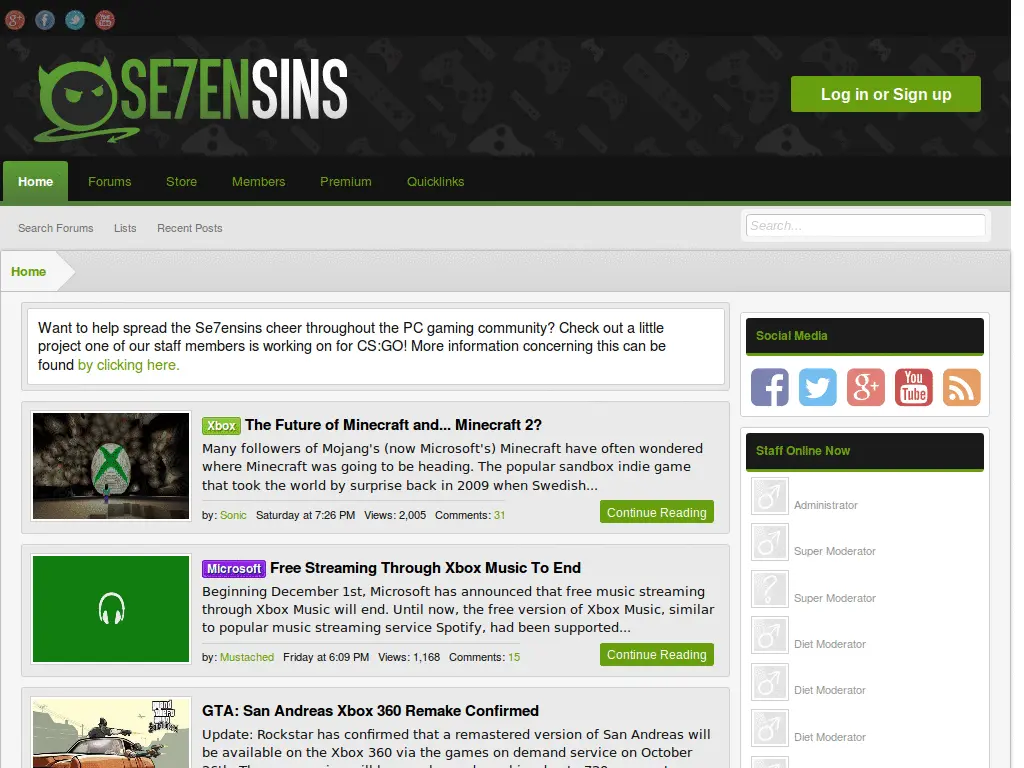 SE7ENSINS
Log in or Sign up
Home
Forums
Store
Members
Premium
Quicklinks
Search Forums
Lists
Recent Posts
Search...
Home
Want to help spread the Se7ensins cheer throughout the PC gaming community? Check out a little
project one of our staff members is working on for CS:GO! More information concerning this can be
found by clicking here.
Xbox The Future of Minecraft and... Minecraft 2?
Many followers of Mojang's (now Microsoft's) Minecraft have often wondered
where Minecraft was going to be heading. The popular sandbox indie game
that took the world by surprise back in 2009 when Swedish...
by: Sonic Saturday at 7:26 PM Views: 2,005 Comments: 31
Continue Reading
Microsoft Free Streaming Through Xbox Music To End
Beginning December 1st, Microsoft has announced that free music streaming
through Xbox Music will end. Until now, the free version of Xbox Music, similar
to popular music streaming service Spotify, had been supported...
by: Mustached Friday at 6:09 PM Views: 1,168 Comments: 15
Continue Reading
grand
theft
auto
GTA: San Andreas Xbox 360 Remake Confirmed
Update: Rockstar has confirmed that a remastered version of San Andreas will
be available on the Xbox 360 via the games on demand service on October
Social Media
You
Tube
Staff Online Now
Administrator
Super Moderator
Super Moderator
Diet Moderator
Diet Moderator
Diet Moderator